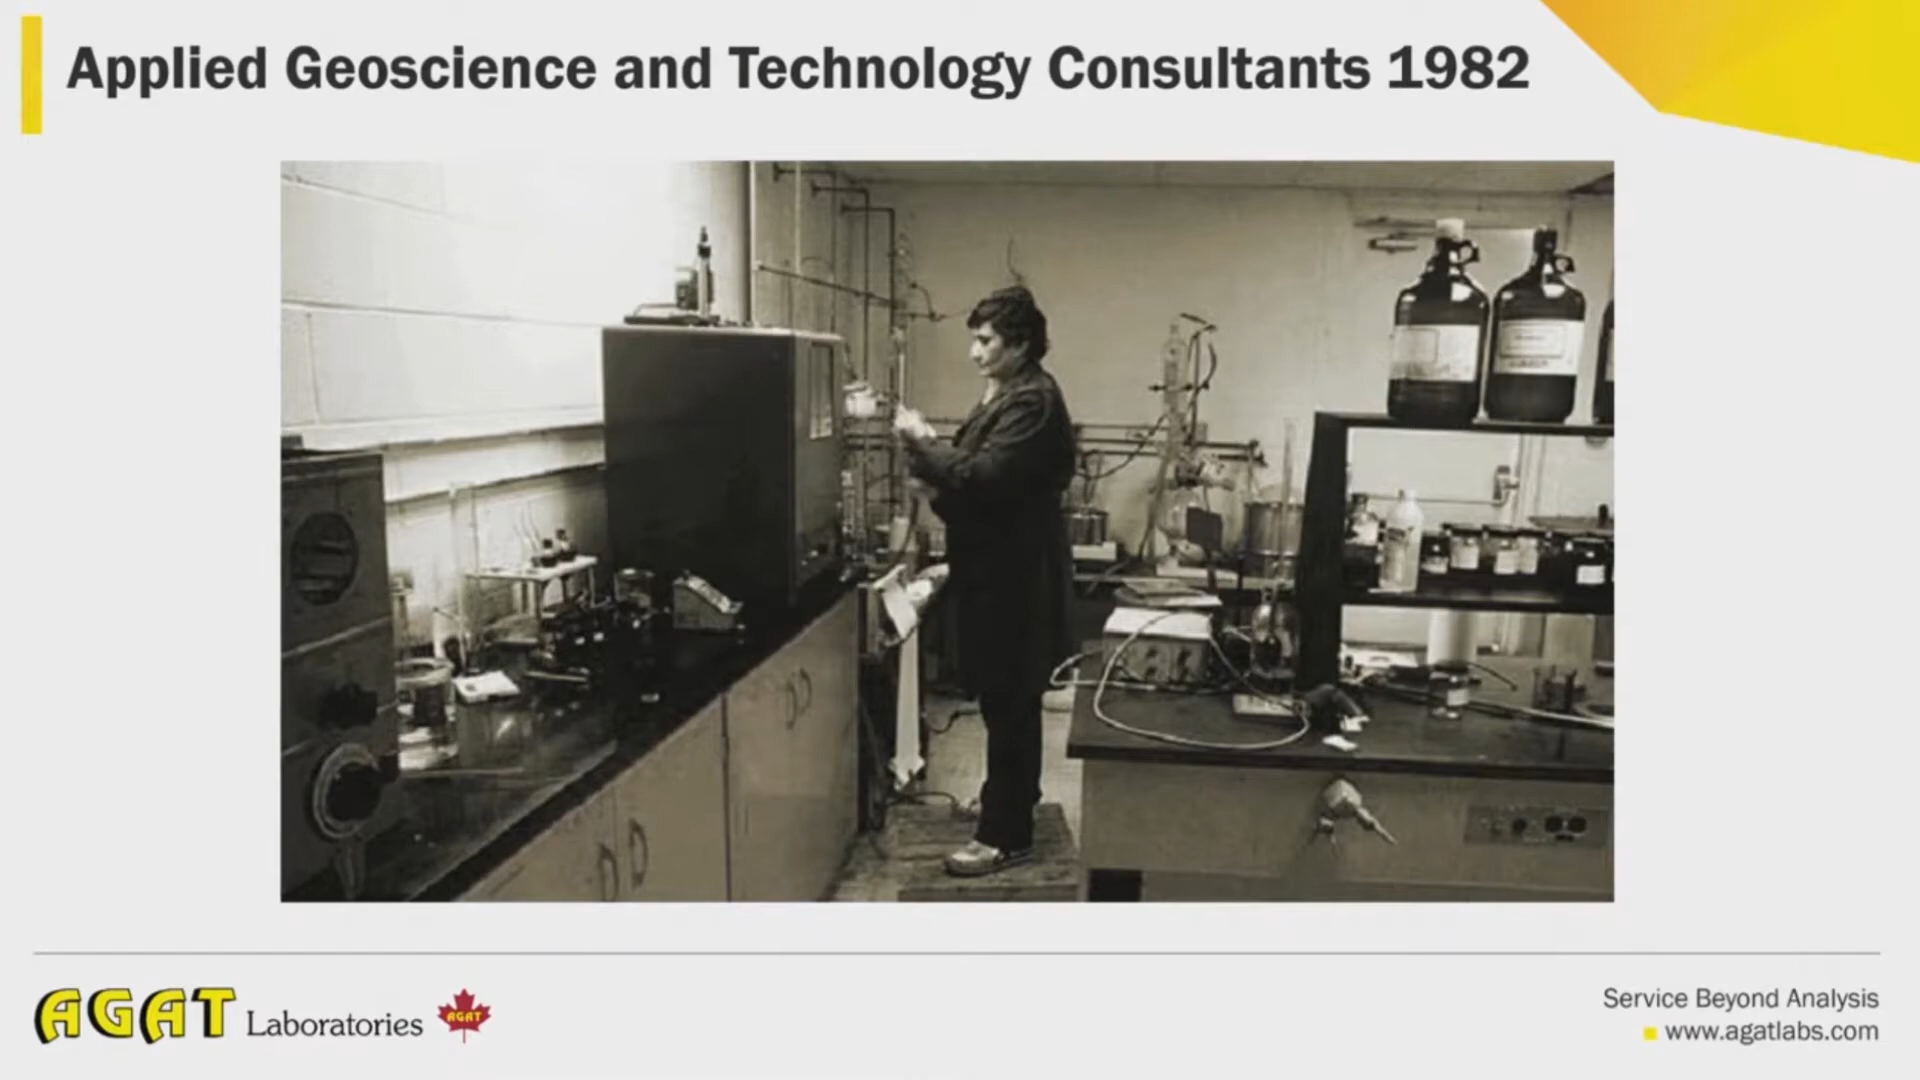 Applied Geoscience and Technology Consultants 1982
AGAT Laboratories AGAT
Service Beyond Analysis
www.agatlabs.com